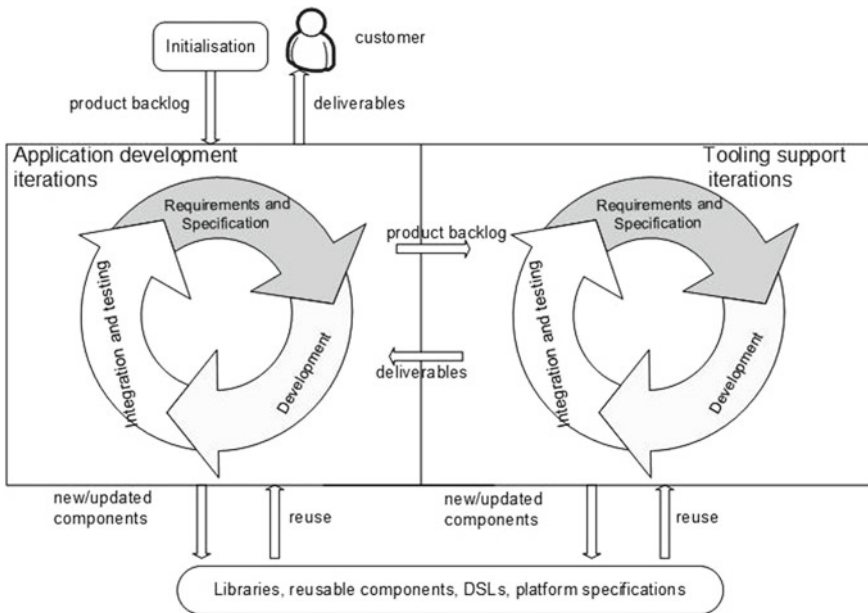 Initialisation
customer
product backlog
deliverables
Application development
iterations
Tooling support
iterations
Requirements and
Specification
Development
Integration and testing
product backlog
deliverables
Requirements and
Specification
Development
Integration and testing
new/updated
components
reuse
new/updated
components
reuse
Libraries, reusable components, DSLs, platform specifications